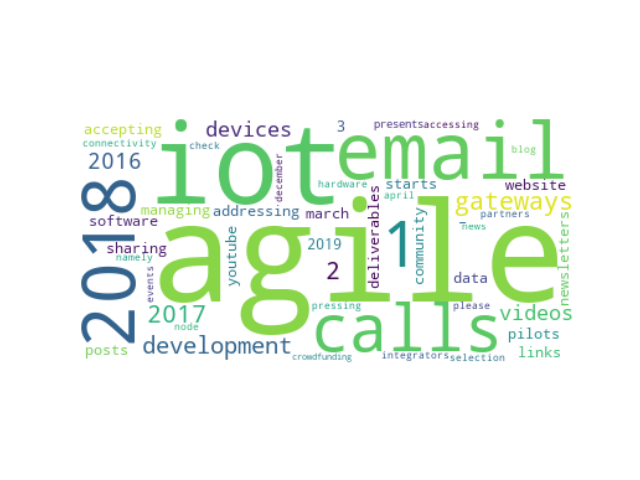 accepting
devices
3
presents
accessing
connectivity
check
iot
email
blog
2016
december
hardware
starts
website
2018
managing
addressing
march
deliverables
april
gateways
software
agile
1
community
partners
-
news
newsletters
sharing
youtube
2019
namely
events
2
data
2017
pressing
please
videos
node
calls
pilots
posts
development
crowdfunding
integrators
selection
links